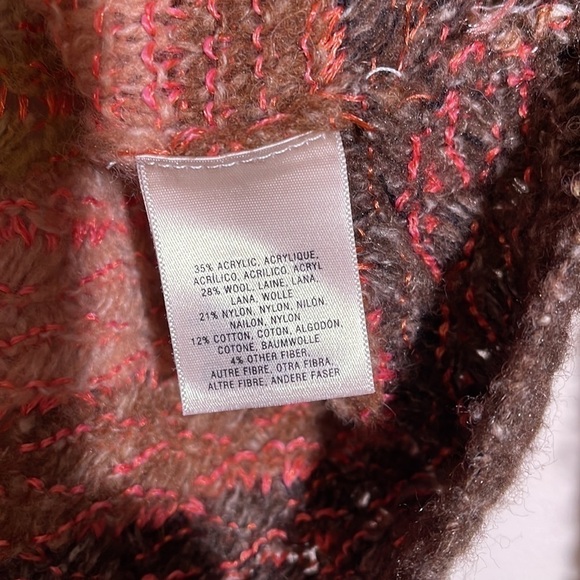 35% ACRYLIC, ACRYLIQUE,
ACRÍLICO, ACRILICO, ACRYL
28% WOOL, LAINE, LANA,
LANA, WOLLE
21% NYLON, NYLON, NILÓN
NAILON, NYLON
12% COTTON, COTON, ALGODÓN,
COTONE, BAUMWOLLE
4% OTHER FIBER,
AUTRE FIBRE, OTRA FIBRA,
ALTRE FIBRE, ANDERE FASER